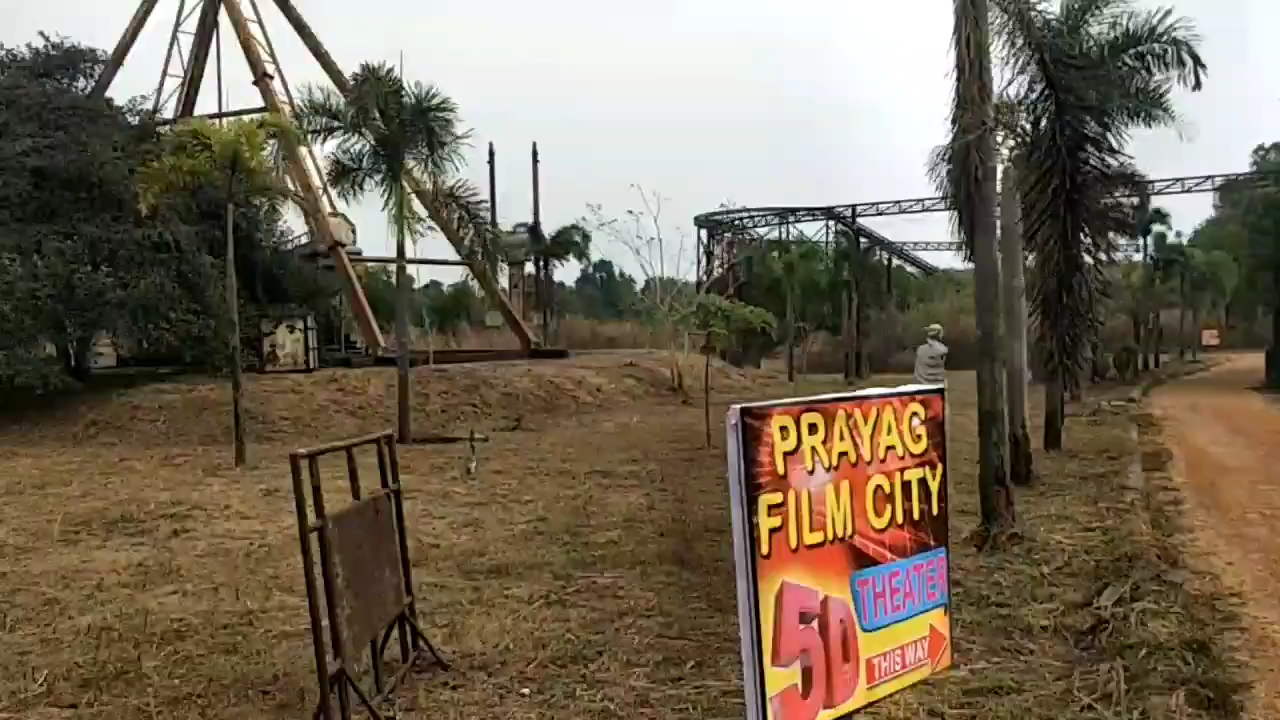 PRAYAG
FILM CITY
THEATER
5D
THIS WAY